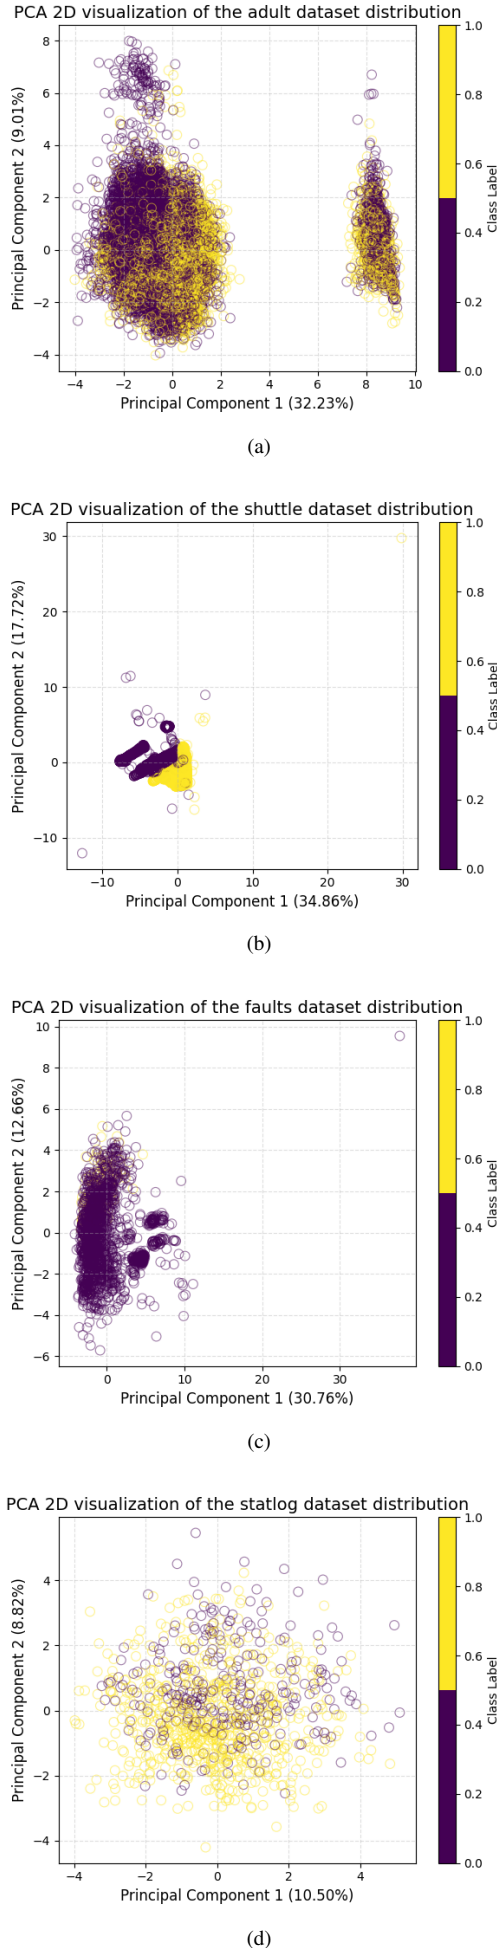 PCA 2D visualization of the adult dataset distribution
8
6
4
2
0
−2
−4
Principal Component 2 (9.01%)
−4 −2 0 2 4 6 8 10
Principal Component 1 (32.23%)
1.0
0.8
0.6
0.4
0.2
0.0
Class Label
(a)
PCA 2D visualization of the shuttle dataset distribution
30
20
10
0
−10
Principal Component 2 (17.72%)
−10 0 10 20 30
Principal Component 1 (34.86%)
1.0
0.8
0.6
0.4
0.2
0.0
Class Label
(b)
PCA 2D visualization of the faults dataset distribution
10
8
6
4
2
0
−2
−4
−6
Principal Component 2 (12.66%)
0 10 20 30
Principal Component 1 (30.76%)
1.0
0.8
0.6
0.4
0.2
0.0
Class Label
(c)
PCA 2D visualization of the statlog dataset distribution
4
2
0
−2
−4
Principal Component 2 (8.82%)
−4 −2 0 2 4
Principal Component 1 (10.50%)
1.0
0.8
0.6
0.4
0.2
0.0
Class Label
(d)